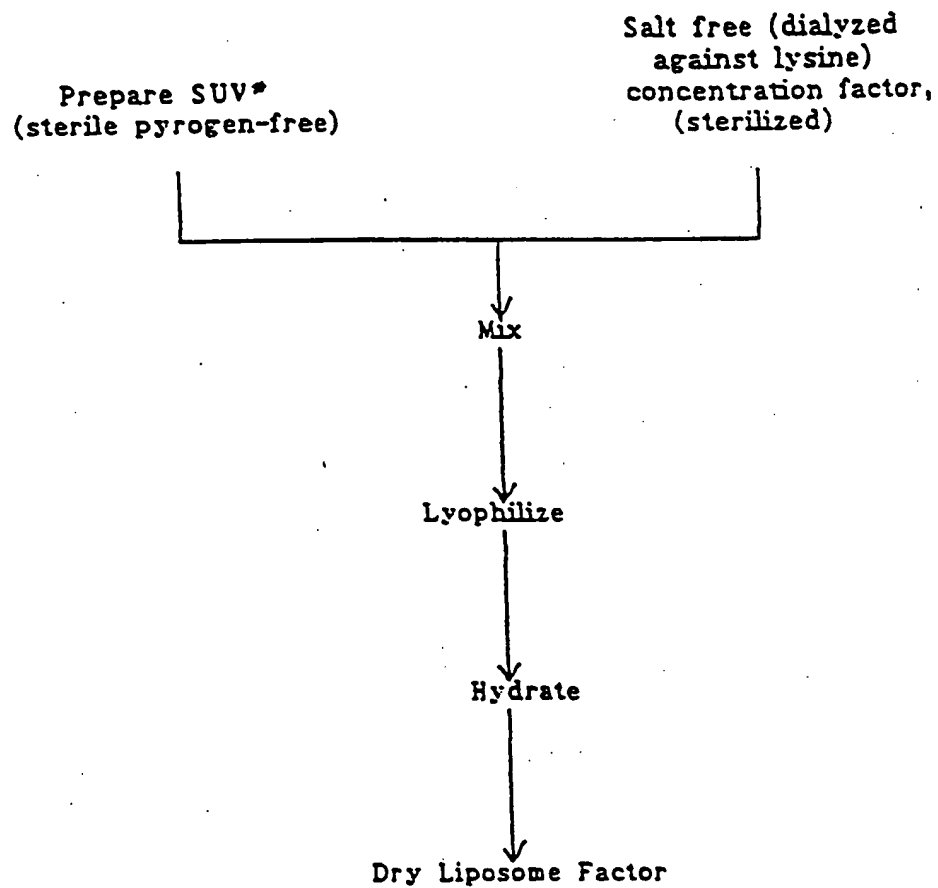 Prepare SUV*
(sterile pyrogen-free)
Salt free (dialyzed
against lysine)
concentration factor,
(sterilized)
Mix
Lyophilize
Hydrate
Dry Liposome Factor